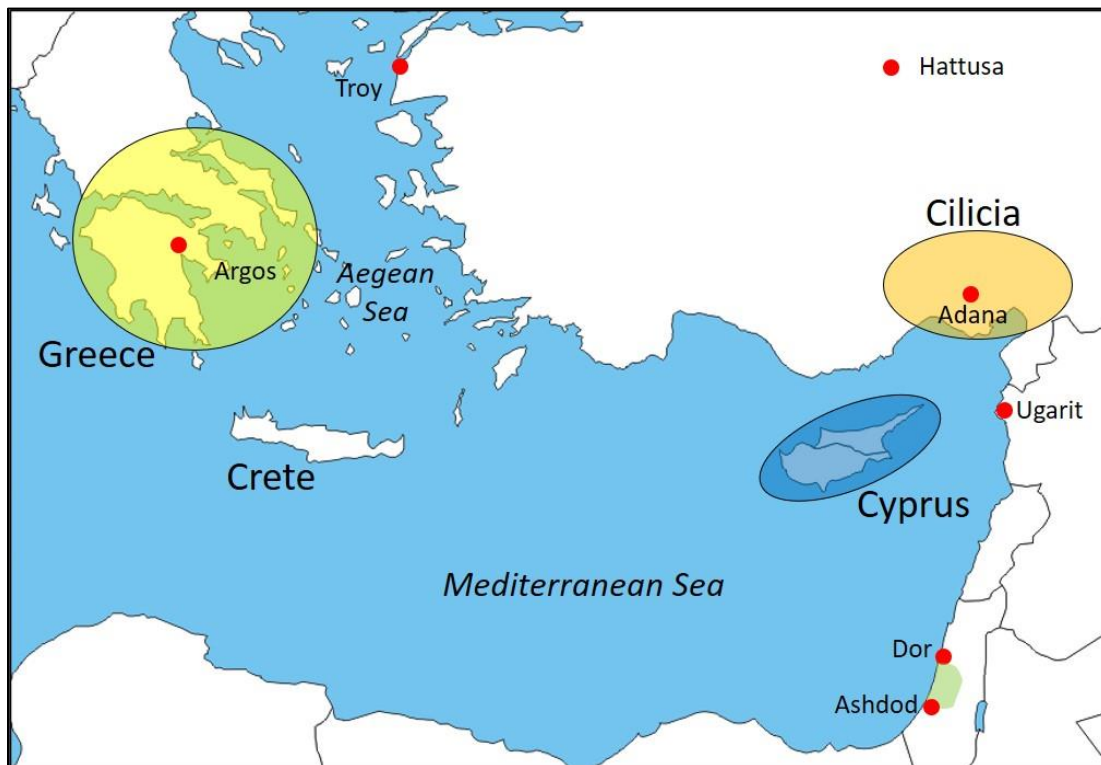 Troy
Hattusa
Cilicia
Argos
Aegean
Sea
Adana
Greece
Ugarit
Crete
Cyprus
Mediterranean Sea
Dor
Ashdod